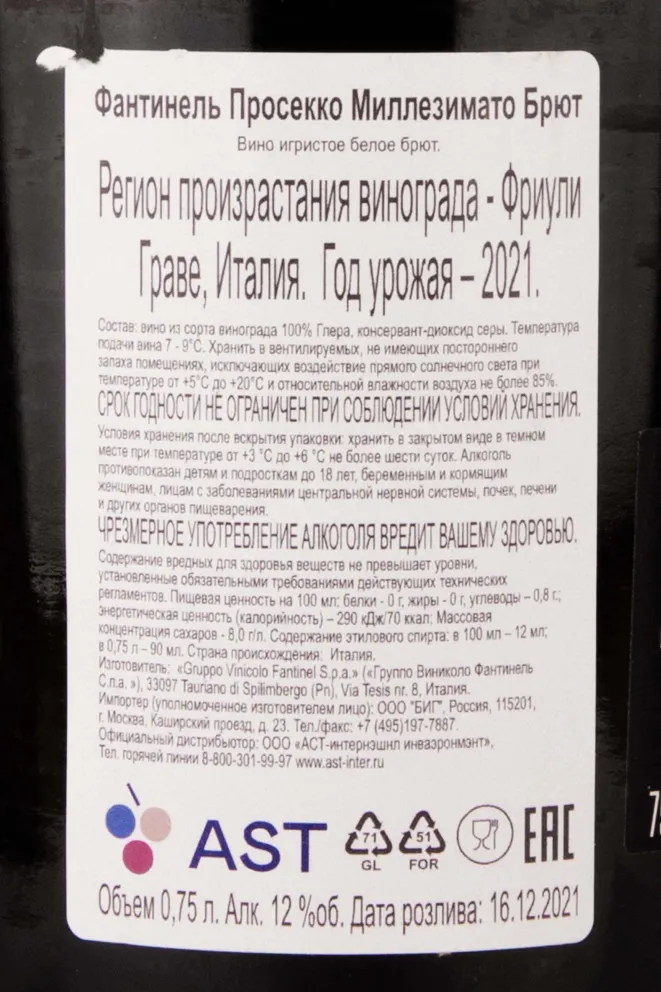 Фантинель Просекко Миллезимато Брют
Вино игристое белое брют.
Регион произрастания винограда - Фриули
Граве, Италия. Год урожая – 2021.
Состав: вино из сорта винограда 100% Глера, консервант-диоксид серы. Температура
подачи вина 7 - 9°С. Хранить в вентилируемых, не имеющих постороннего
запаха помещениях, исключающих воздействие прямого солнечного света при
температуре от +5°С до +20°С и относительной влажности воздуха не более 85%.
СРОК ГОДНОСТИ НЕ ОГРАНИЧЕН ПРИ СОБЛЮДЕНИИ УСЛОВИЙ ХРАНЕНИЯ.
Условия хранения после вскрытия упаковки: хранить в закрытом виде в темном
месте при температуре от +3 °С до +6 °С не более шести суток. Алкоголь
противопоказан детям и подросткам до 18 лет, беременным и кормящим
женщинам, лицам с заболеваниями центральной нервной системы, почек, печени
и других органов пищеварения.
ЧРЕЗМЕРНОЕ УПОТРЕБЛЕНИЕ АЛКОГОЛЯ ВРЕДИТ ВАШЕМУ ЗДОРОВЬЮ.
Содержание вредных для здоровья веществ не превышает уровни,
установленные обязательными требованиями действующих технических
регламентов. Пищевая ценность на 100 мл: белки - 0 г, жиры - 0 г, углеводы – 0,8 г.;
энергетическая ценность (калорийность) – 290 кДж/70 ккал; Массовая
концентрация сахаров - 8,0 г/л. Содержание этилового спирта: в 100 мл – 12 мл;
в 0,75 л – 90 мл. Страна происхождения: Италия.
Изготовитель: «Gruppo Vinicolo Fantinel S.p.a.» («Группо Виниколо Фантинель
С.п.а. »), 33097 Tauriano di Spilimbergo (Pn), Via Tesis nr. 8, Италия.
Импортер (уполномоченное изготовителем лицо): ООО "БИГ", Россия, 115201,
г. Москва, Каширский проезд, д. 23. Тел./факс: +7 (495)197-7887.
Официальный дистрибьютор: ООО «АСТ-интернэшнл инваэронмэнт»,
Тел. горячей линии 8-800-301-99-97 www.ast-inter.ru
AST 71 GL 51 FOR EAC
Объем 0,75 л. Алк. 12 %об. Дата розлива: 16.12.2021